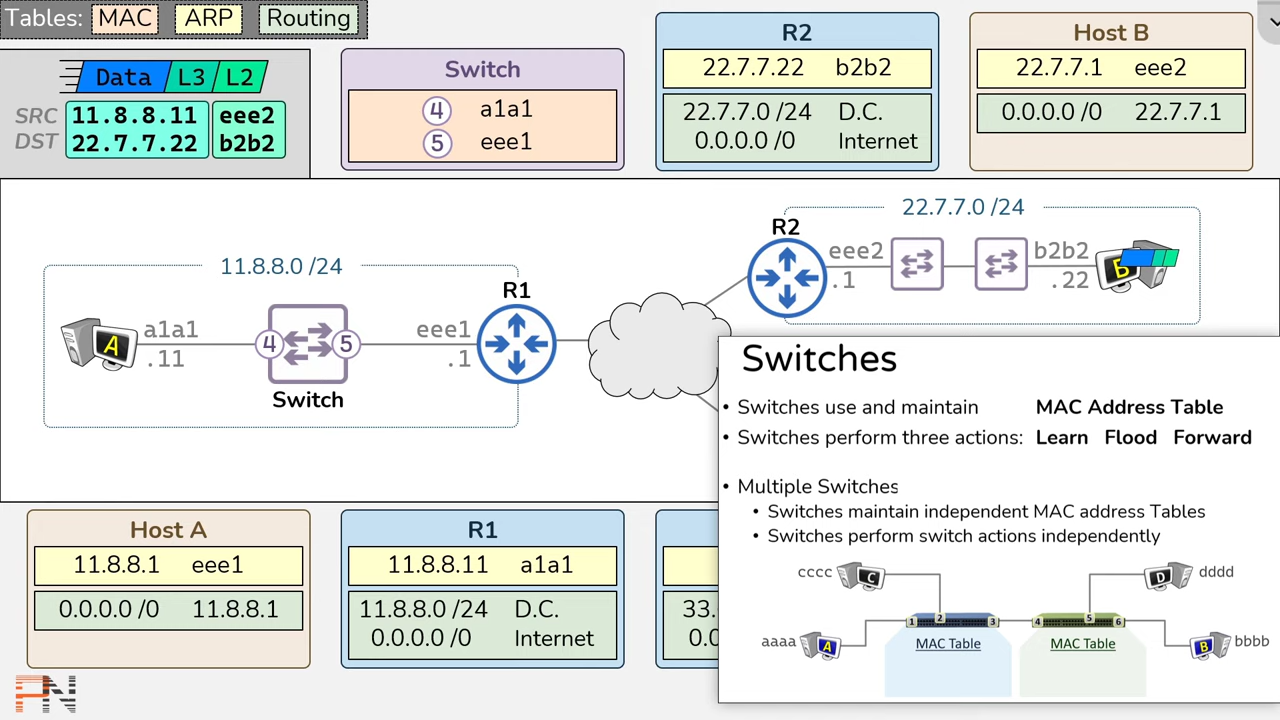 Tables: MAC ARP Routing
Data L3 L2
SRC 11.8.8.11 eee2
DST 22.7.7.22 b2b2
Switch
4 a1a1
5 eee1
R2
22.7.7.22 b2b2
22.7.7.0 /24 D.C.
0.0.0.0 /0 Internet
Host B
22.7.7.1 eee2
0.0.0.0 /0 22.7.7.1
11.8.8.0 /24
A
a1a1
.11
4 5
Switch
eee1
.1
R1
R2
22.7.7.0 /24
eee2
.1
b2b2
.22
B
Host A
11.8.8.1 eee1
0.0.0.0 /0 11.8.8.1
R1
11.8.8.11 a1a1
11.8.8.0 /24 D.C.
0.0.0.0 /0 Internet
33.
0.0
Switches
• Switches use and maintain MAC Address Table
• Switches perform three actions: Learn Flood Forward
• Multiple Switches
• Switches maintain independent MAC address Tables
• Switches perform switch actions independently
cccc C
D dddd
1 2 3 4 5 6
aaaa A
B bbbb
MAC Table MAC Table
PN